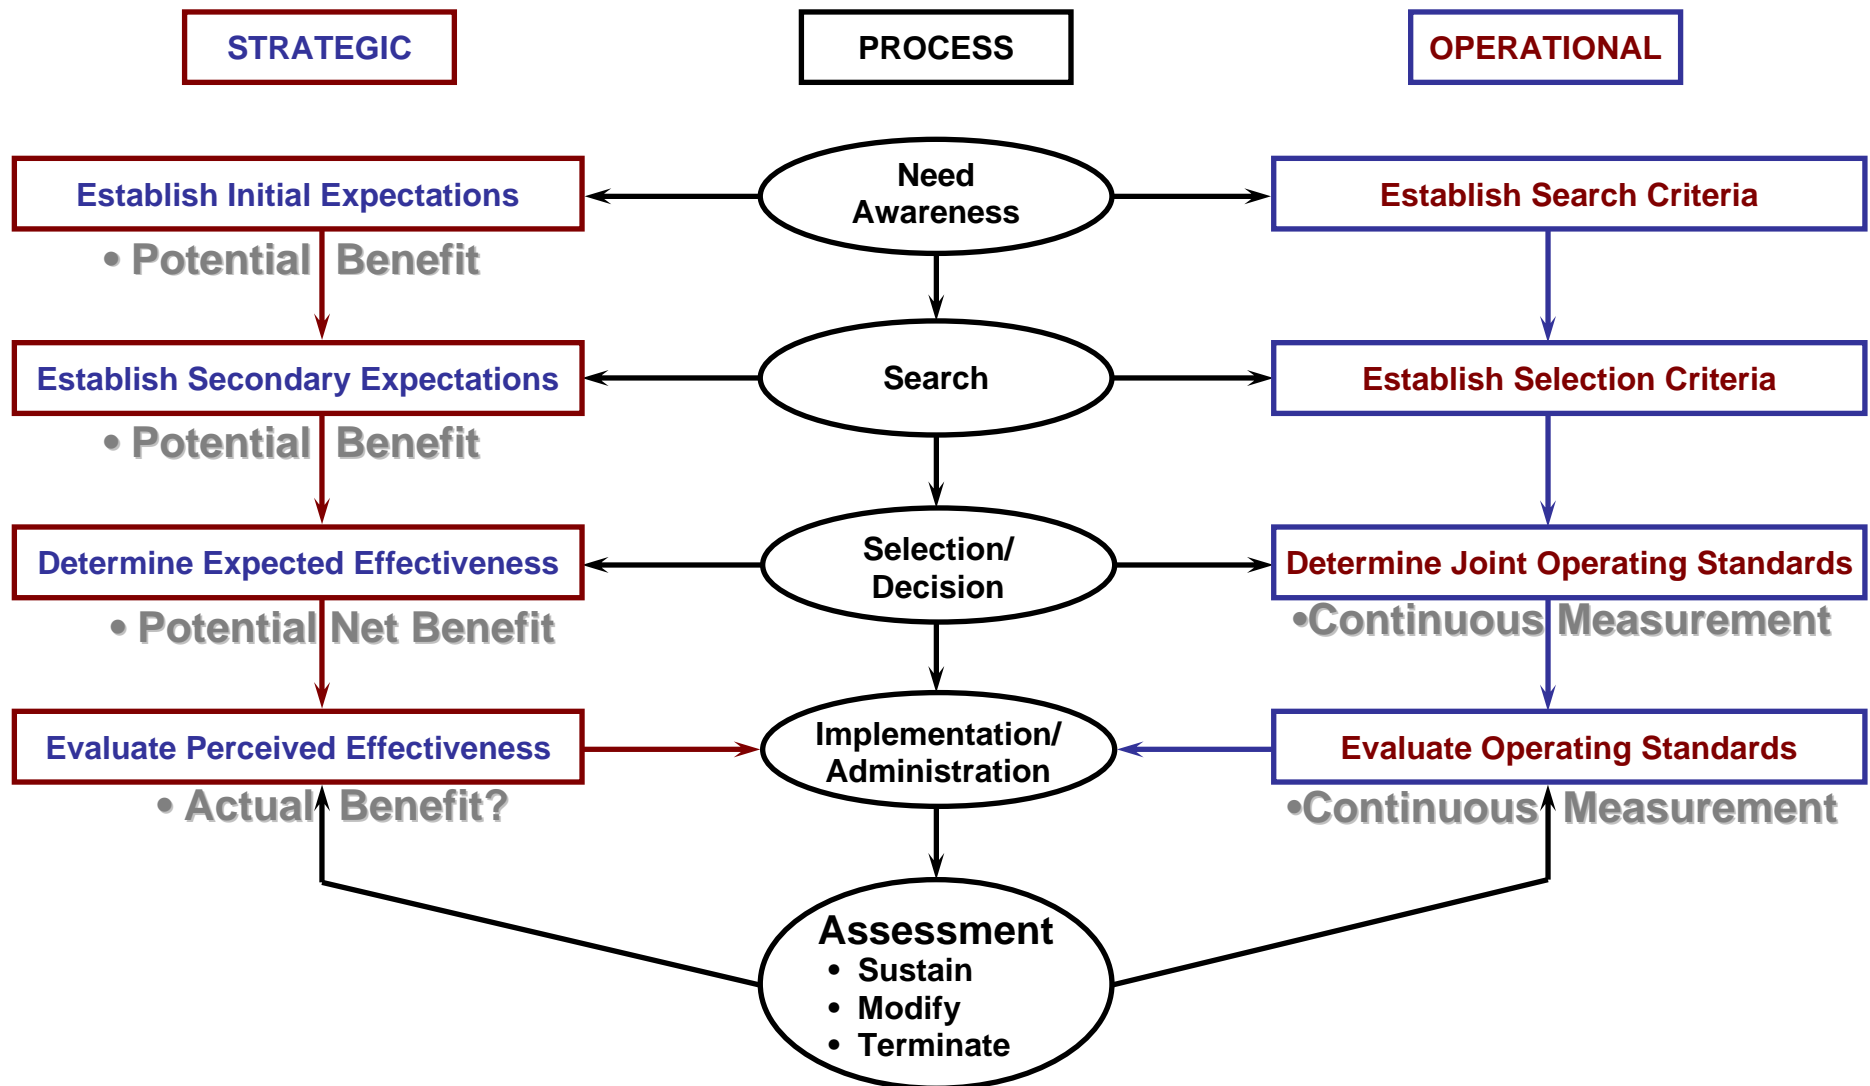 STRATEGIC
PROCESS
OPERATIONAL
Establish Initial Expectations
Need
Awareness
Establish Search Criteria
• Potential Benefit
Establish Secondary Expectations
Search
Establish Selection Criteria
• Potential Benefit
Determine Expected Effectiveness
Selection/
Decision
Determine Joint Operating Standards
• Potential Net Benefit
•Continuous Measurement
Evaluate Perceived Effectiveness
Implementation/
Administration
Evaluate Operating Standards
• Actual Benefit?
•Continuous Measurement
Assessment
• Sustain
• Modify
• Terminate